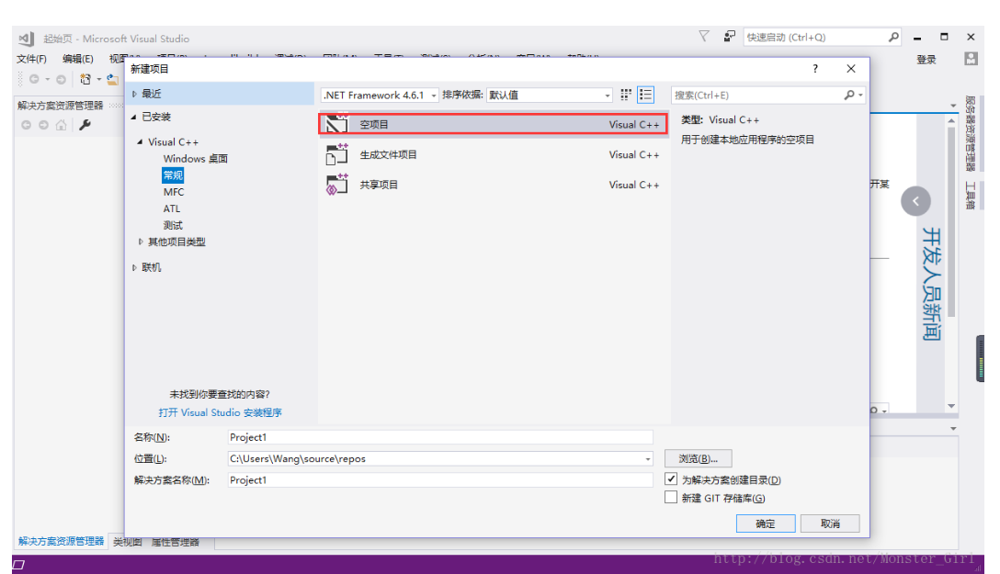 起始页 - Microsoft Visual Studio
快速启动 (Ctrl+Q)
文件(F) 编辑(E)
登录
新建项目
?
解决方案资源管理器
最近
.NET Framework 4.6.1 排序依据: 默认值
搜索(Ctrl+E)
已安装
Visual C++
Windows 桌面
常规
MFC
ATL
测试
其他项目类型
联机
空项目 Visual C++
生成文件项目 Visual C++
共享项目 Visual C++
类型: Visual C++
用于创建本地应用程序的空项目
未找到你要查找的内容?
打开 Visual Studio 安装程序
名称(N): Project1
位置(L): C:\Users\Wang\source\repos
浏览(B)...
解决方案名称(M): Project1
为解决方案创建目录(D)
新建 GIT 存储库(G)
确定 取消
开某
开发人员新闻
服务器资源管理器
工具箱
解决方案资源管理器 类视图 属性管理器
http://blog.csdn.net/Monster_Girl